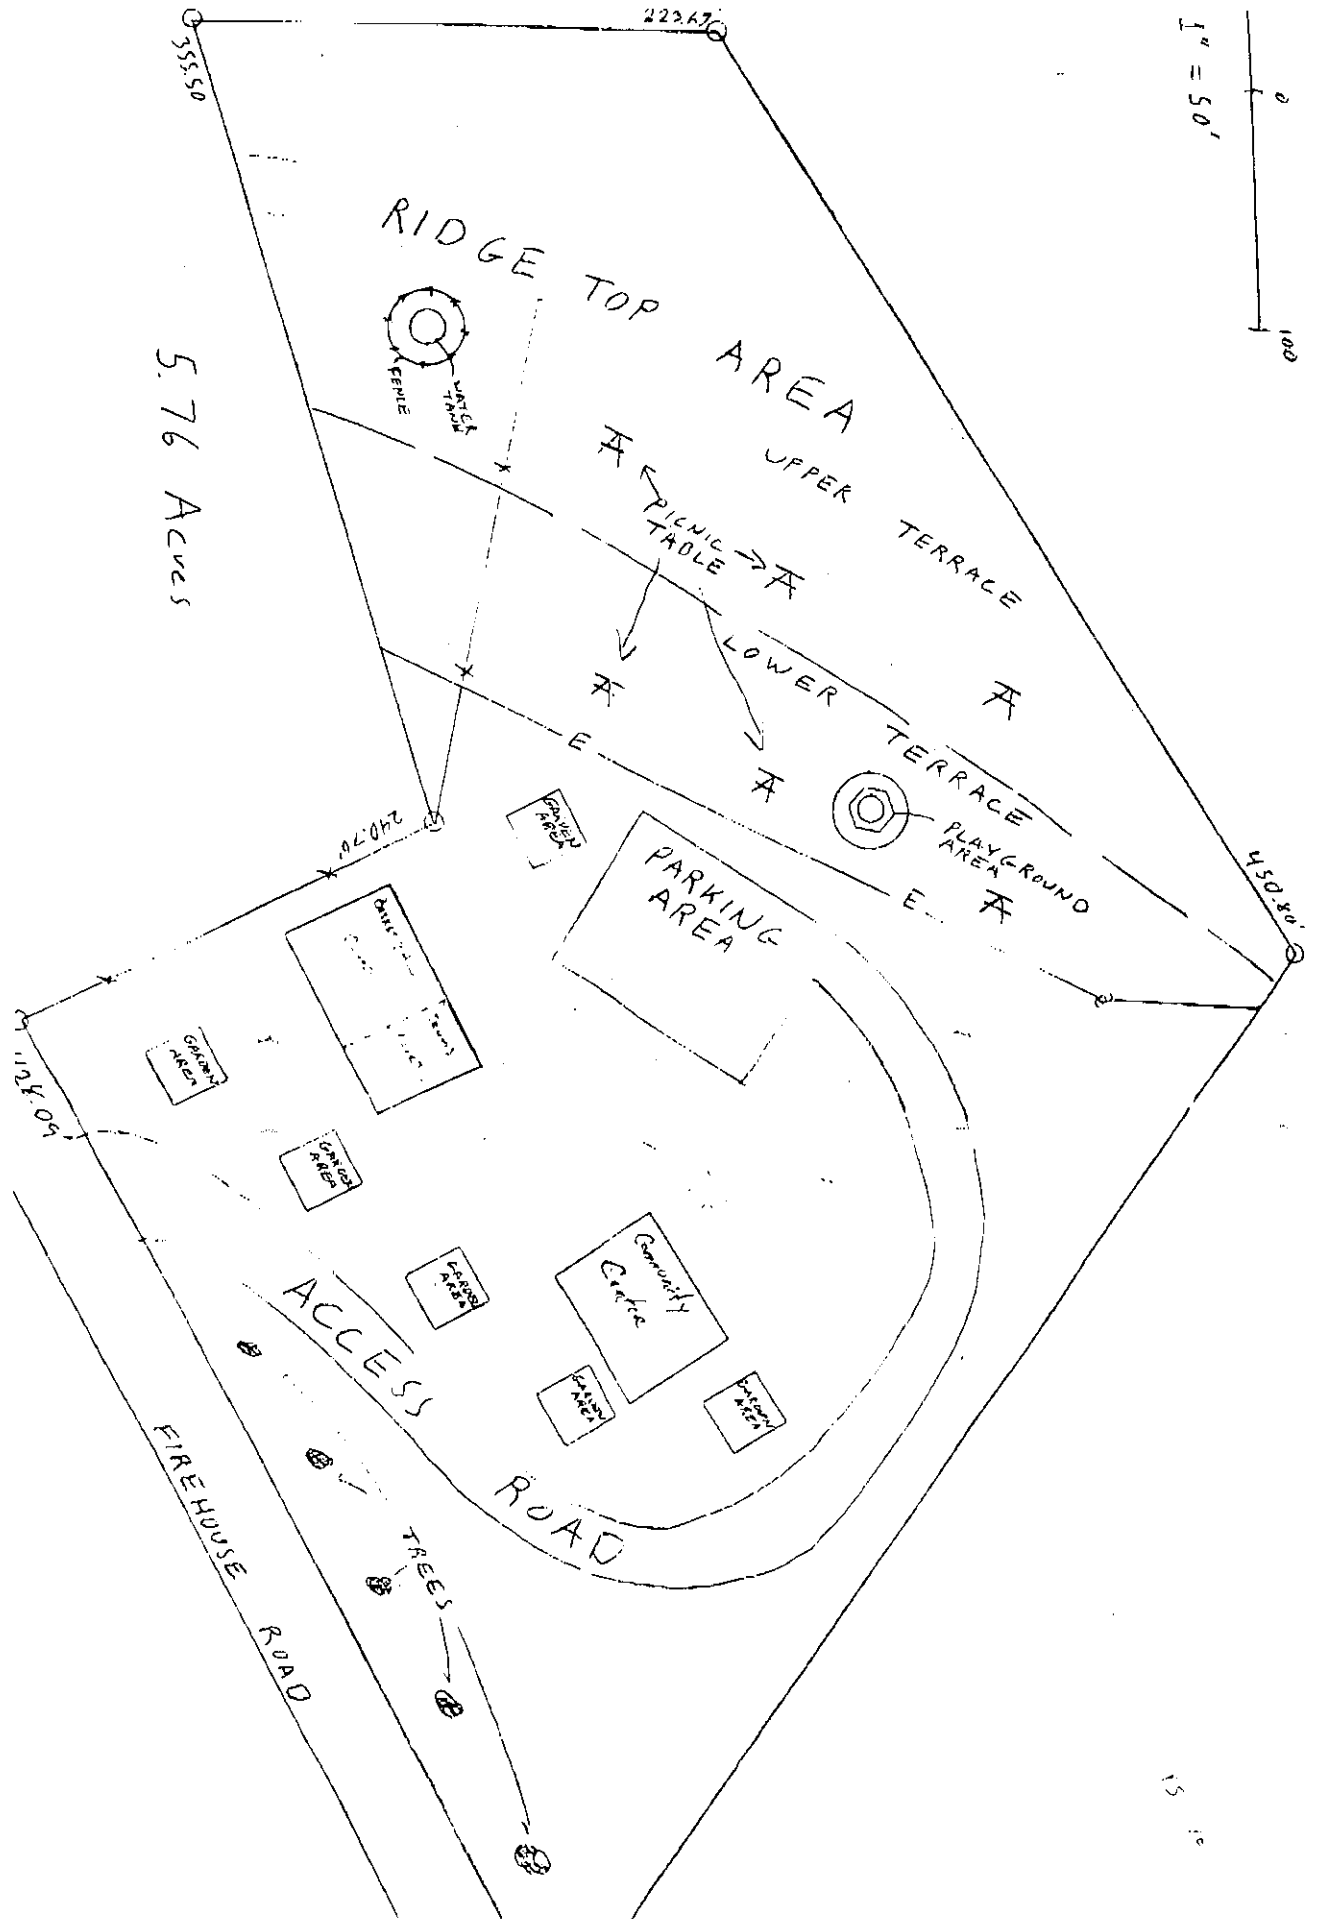 1" = 50'
0
100
223.65'
355.50
450.80'
RIDGE TOP AREA
UPPER TERRACE
WATER
TANK
FENCE
5.76 Acres
PICNIC
TABLE
LOWER TERRACE
PLAYGROUND
AREA
E
E
240.70'
GARDEN
AREA
PARKING
AREA
GARDEN
AREA
GARDEN
AREA
GARDEN
AREA
Community
Center
GARDEN
AREA
GARDEN
AREA
ACCESS ROAD
TREES
FIREHOUSE ROAD